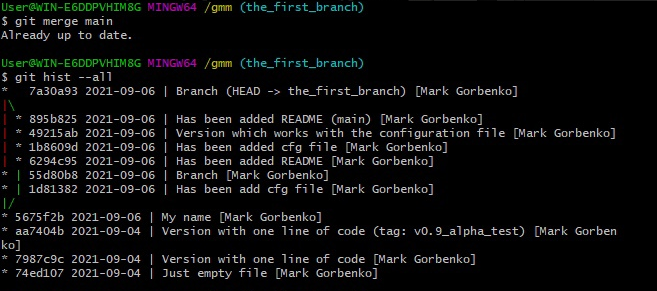 User@WIN-E6DDPVHIM8G MINGW64 /gmm (the_first_branch)
$ git merge main
Already up to date.

User@WIN-E6DDPVHIM8G MINGW64 /gmm (the_first_branch)
$ git hist --all
*   7a30a93 2021-09-06 | Branch (HEAD -> the_first_branch) [Mark Gorbenko]
|\
| * 895b825 2021-09-06 | Has been added README (main) [Mark Gorbenko]
| * 49215ab 2021-09-06 | Version which works with the configuration file [Mark Gorbenko]
| * 1b8609d 2021-09-06 | Has been added cfg file [Mark Gorbenko]
| * 6294c95 2021-09-06 | Has been added README [Mark Gorbenko]
* | 55d80b8 2021-09-06 | Branch [Mark Gorbenko]
* | 1d81382 2021-09-06 | Has been add cfg file [Mark Gorbenko]
|/
* 5675f2b 2021-09-06 | My name [Mark Gorbenko]
* aa7404b 2021-09-04 | Version with one line of code (tag: v0.9_alpha_test) [Mark Gorben
ko]
* 7987c9c 2021-09-04 | Version with one line of code [Mark Gorbenko]
* 74ed107 2021-09-04 | Just empty file [Mark Gorbenko]